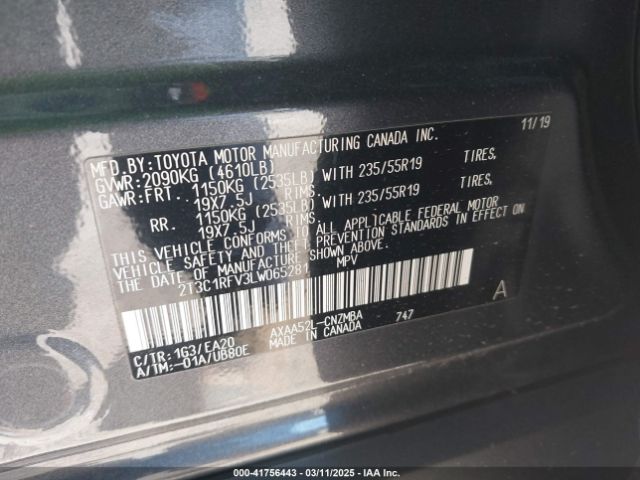 MFD.BY:TOYOTA MOTOR MANUFACTURING CANADA INC. 11/19
GVWR:2090KG (4610LB)
GAWR:FRT. 1150KG (2535LB) WITH 235/55R19 TIRES,
19X7.5J RIMS.
RR. 1150KG (2535LB) WITH 235/55R19 TIRES,
19X7.5J RIMS.
THIS VEHICLE CONFORMS TO ALL APPLICABLE FEDERAL MOTOR
VEHICLE SAFETY AND THEFT PREVENTION STANDARDS IN EFFECT ON
THE DATE OF MANUFACTURE SHOWN ABOVE.
2T3C1RFV3LW065281 MPV
A
C/TR:1G3/EA20 AXAA52L-CNZMBA 747
A/TM:-01A/UB80E MADE IN CANADA
000-41756443 - 03/11/2025 - IAA Inc.